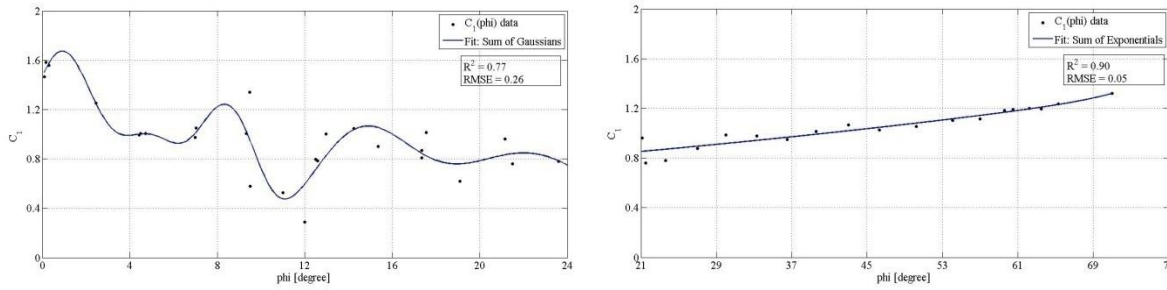 2
1.6
1.2
0.8
0.4
0
C1
0 4 8 12 16 20 24
phi [degree]
C1(phi) data
Fit: Sum of Gaussians
R2 = 0.77
RMSE = 0.26
2
1.6
1.2
0.8
0.4
0
C1
21 29 37 45 53 61 69
phi [degree]
C1(phi) data
Fit: Sum of Exponentials
R2 = 0.90
RMSE = 0.05